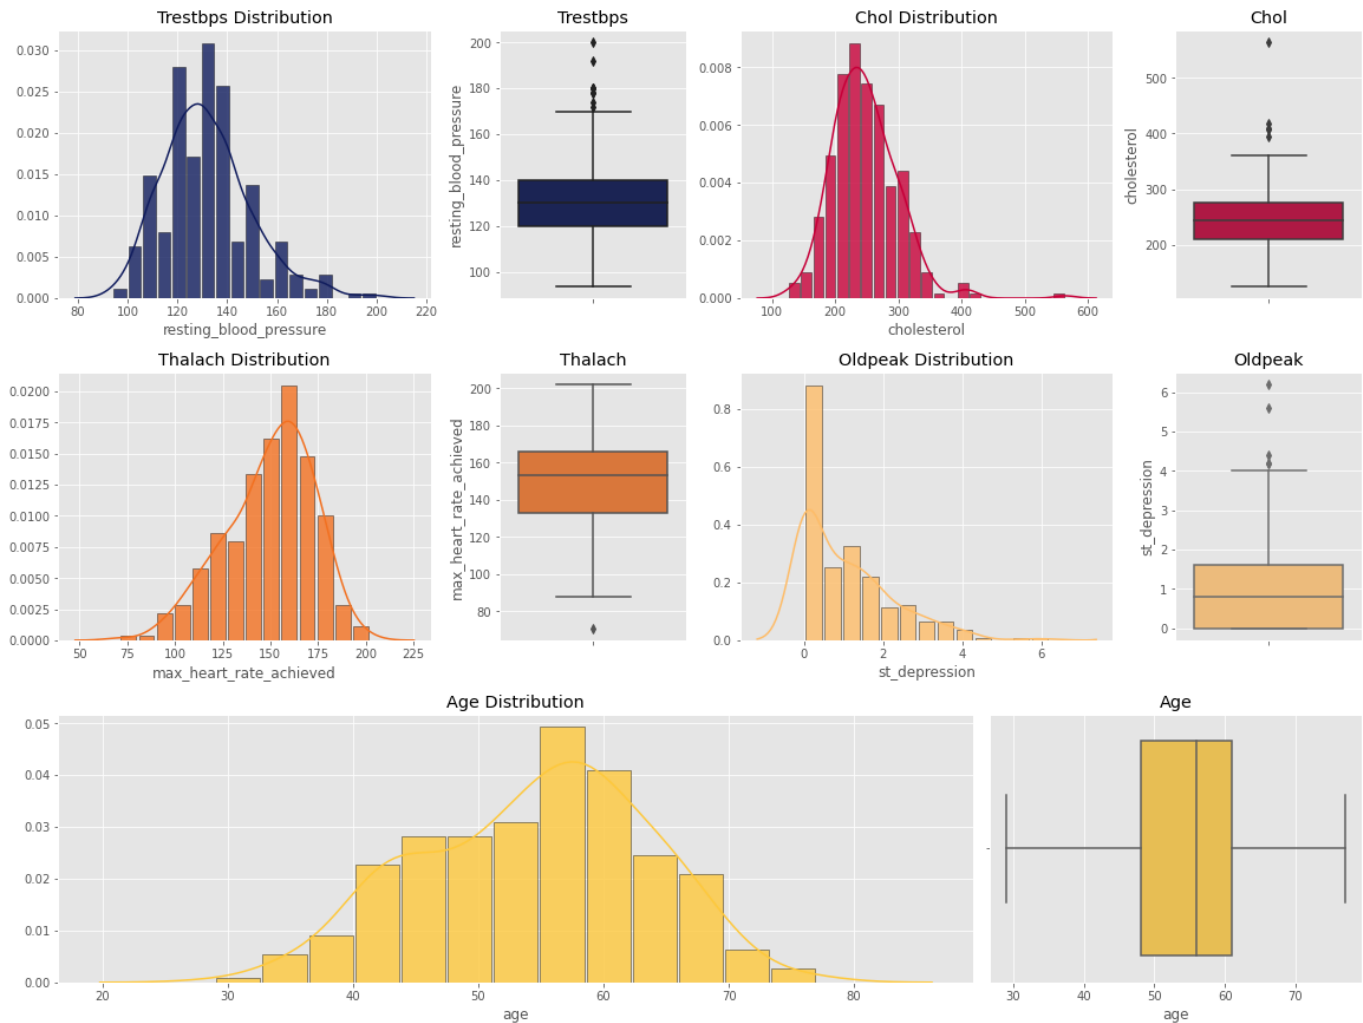 Trestbps Distribution
0.030
0.025
0.020
0.015
0.010
0.005
0.000
80 100 120 140 160 180 200 220
resting_blood_pressure
Trestbps
resting_blood_pressure
200
180
160
140
120
100
Chol Distribution
0.008
0.006
0.004
0.002
0.000
100 200 300 400 500 600
cholesterol
Chol
cholesterol
500
400
300
200
Thalach Distribution
0.0200
0.0175
0.0150
0.0125
0.0100
0.0075
0.0050
0.0025
0.0000
50 75 100 125 150 175 200 225
max_heart_rate_achieved
Thalach
max_heart_rate_achieved
200
180
160
140
120
100
80
Oldpeak Distribution
0.8
0.6
0.4
0.2
0.0
0 2 4 6
st_depression
Oldpeak
st_depression
6
5
4
3
2
1
0
Age Distribution
0.05
0.04
0.03
0.02
0.01
0.00
20 30 40 50 60 70 80
age
Age
30 40 50 60 70
age